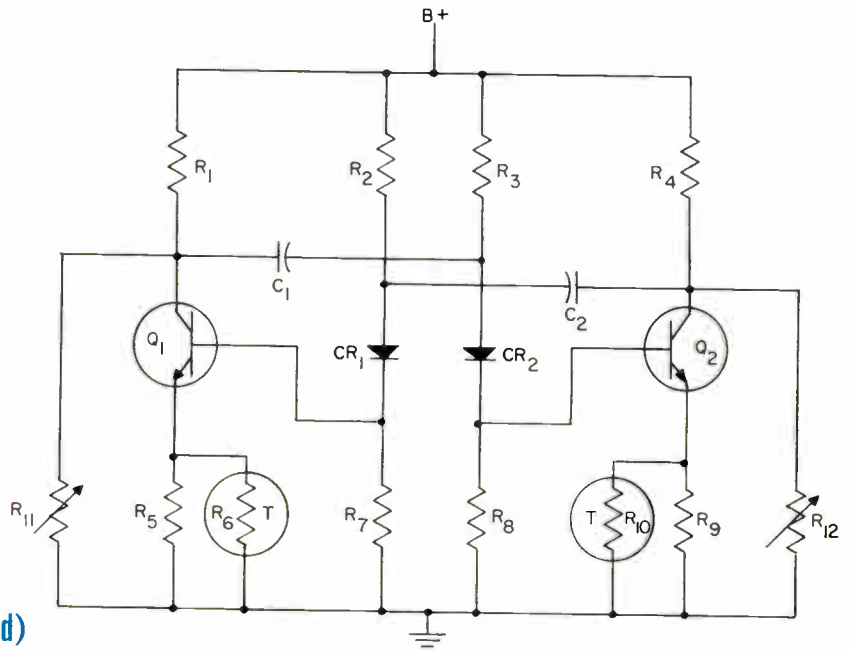 B+
R1 R2 R3 R4
C1
C2
Q1 CR1 CR2 Q2
R11 R5 R6 T R7 R8 T R10 R9 R12
d)